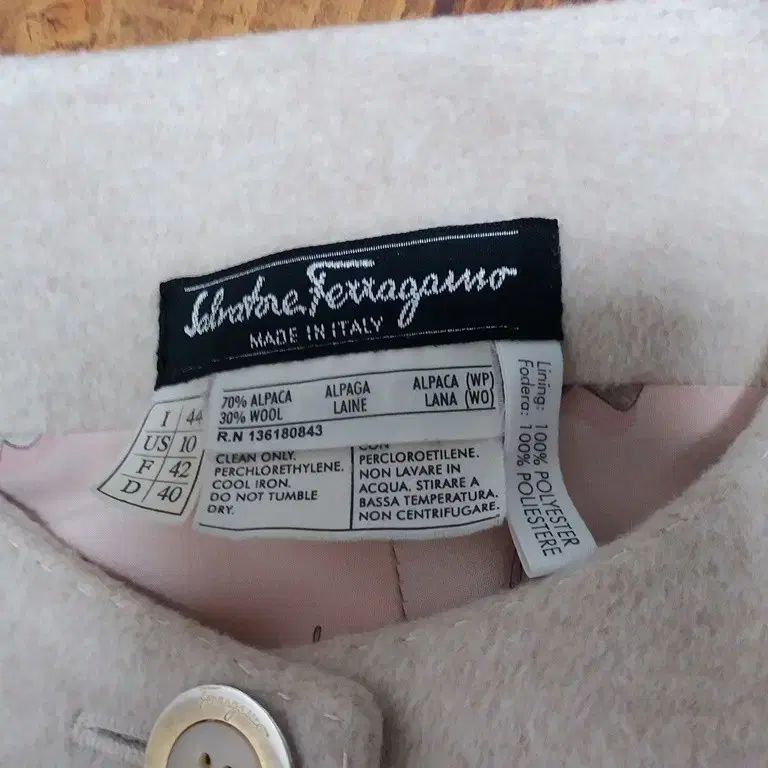 Salvatore Ferragamo
MADE IN ITALY
I 44
US 10
F 42
D 40
70% ALPACA ALPAGA ALPACA (WP)
30% WOOL LAINE LANA (WO)
R.N 136180843
CLEAN ONLY.
PERCHLORETHYLENE.
COOL IRON.
DO NOT TUMBLE
DRY.
CON
PERCLOROETILENE.
NON LAVARE IN
ACQUA. STIRARE A
BASSA TEMPERATURA.
NON CENTRIFUGARE.
Lining: 100% POLYESTER
Fodera: 100% POLIESTERE
Ferragamo